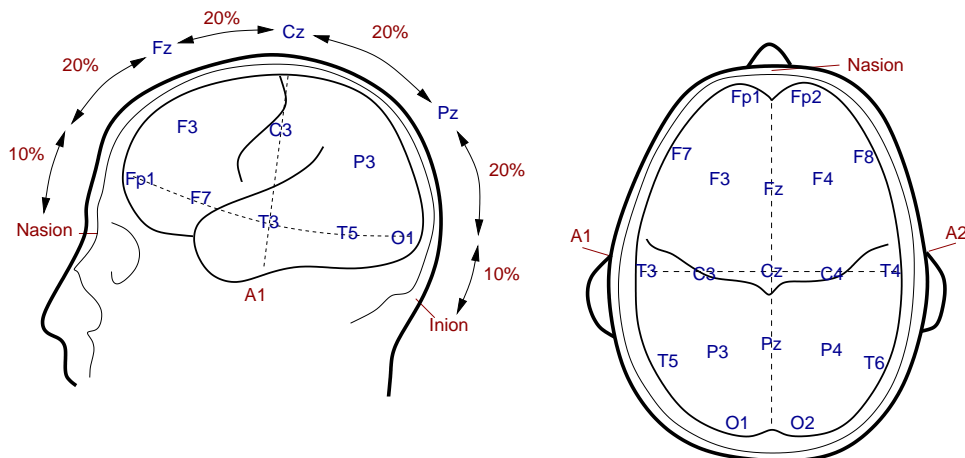 20%
Cz
20%
Fz
20%
Pz
10%
F3
C3
P3
20%
Fp1
F7
T3
T5
O1
Nasion
10%
A1
Inion
Nasion
Fp1
Fp2
F7
F8
F3
Fz
F4
A1
A2
T3
C3
Cz
C4
T4
T5
P3
Pz
P4
T6
O1
O2